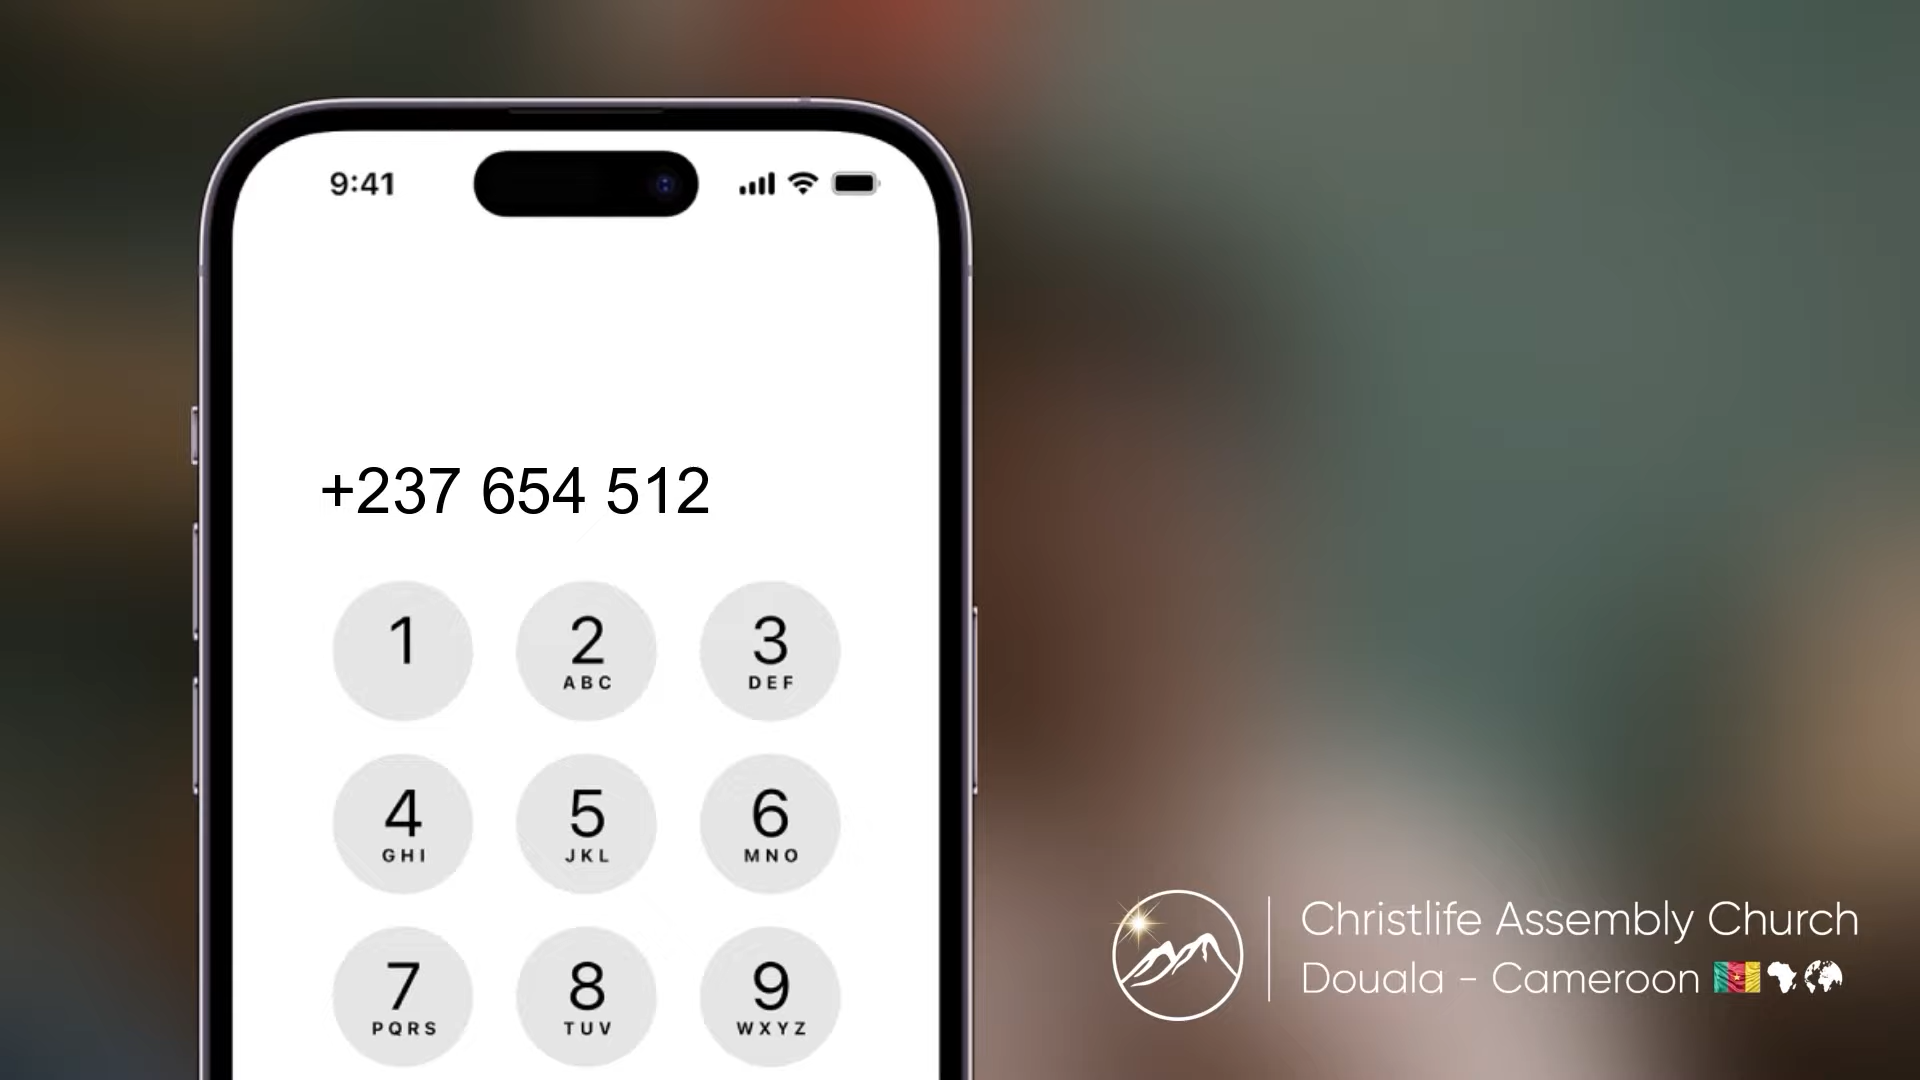 9:41
+237 654 512
1
2
ABC
3
DEF
4
GHI
5
JKL
6
MNO
7
PQRS
8
TUV
9
WXYZ
Christlife Assembly Church
Douala - Cameroon 🇨🇲